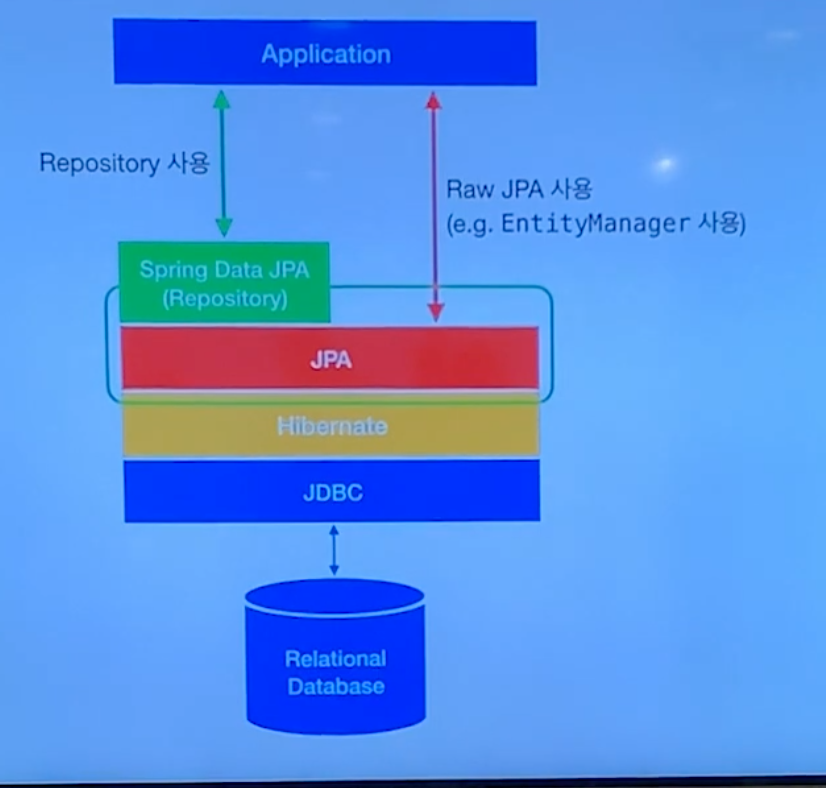 Application
Repository 사용
Raw JPA 사용
(e.g. EntityManager 사용)
Spring Data JPA
(Repository)
JPA
Hibernate
JDBC
Relational
Database